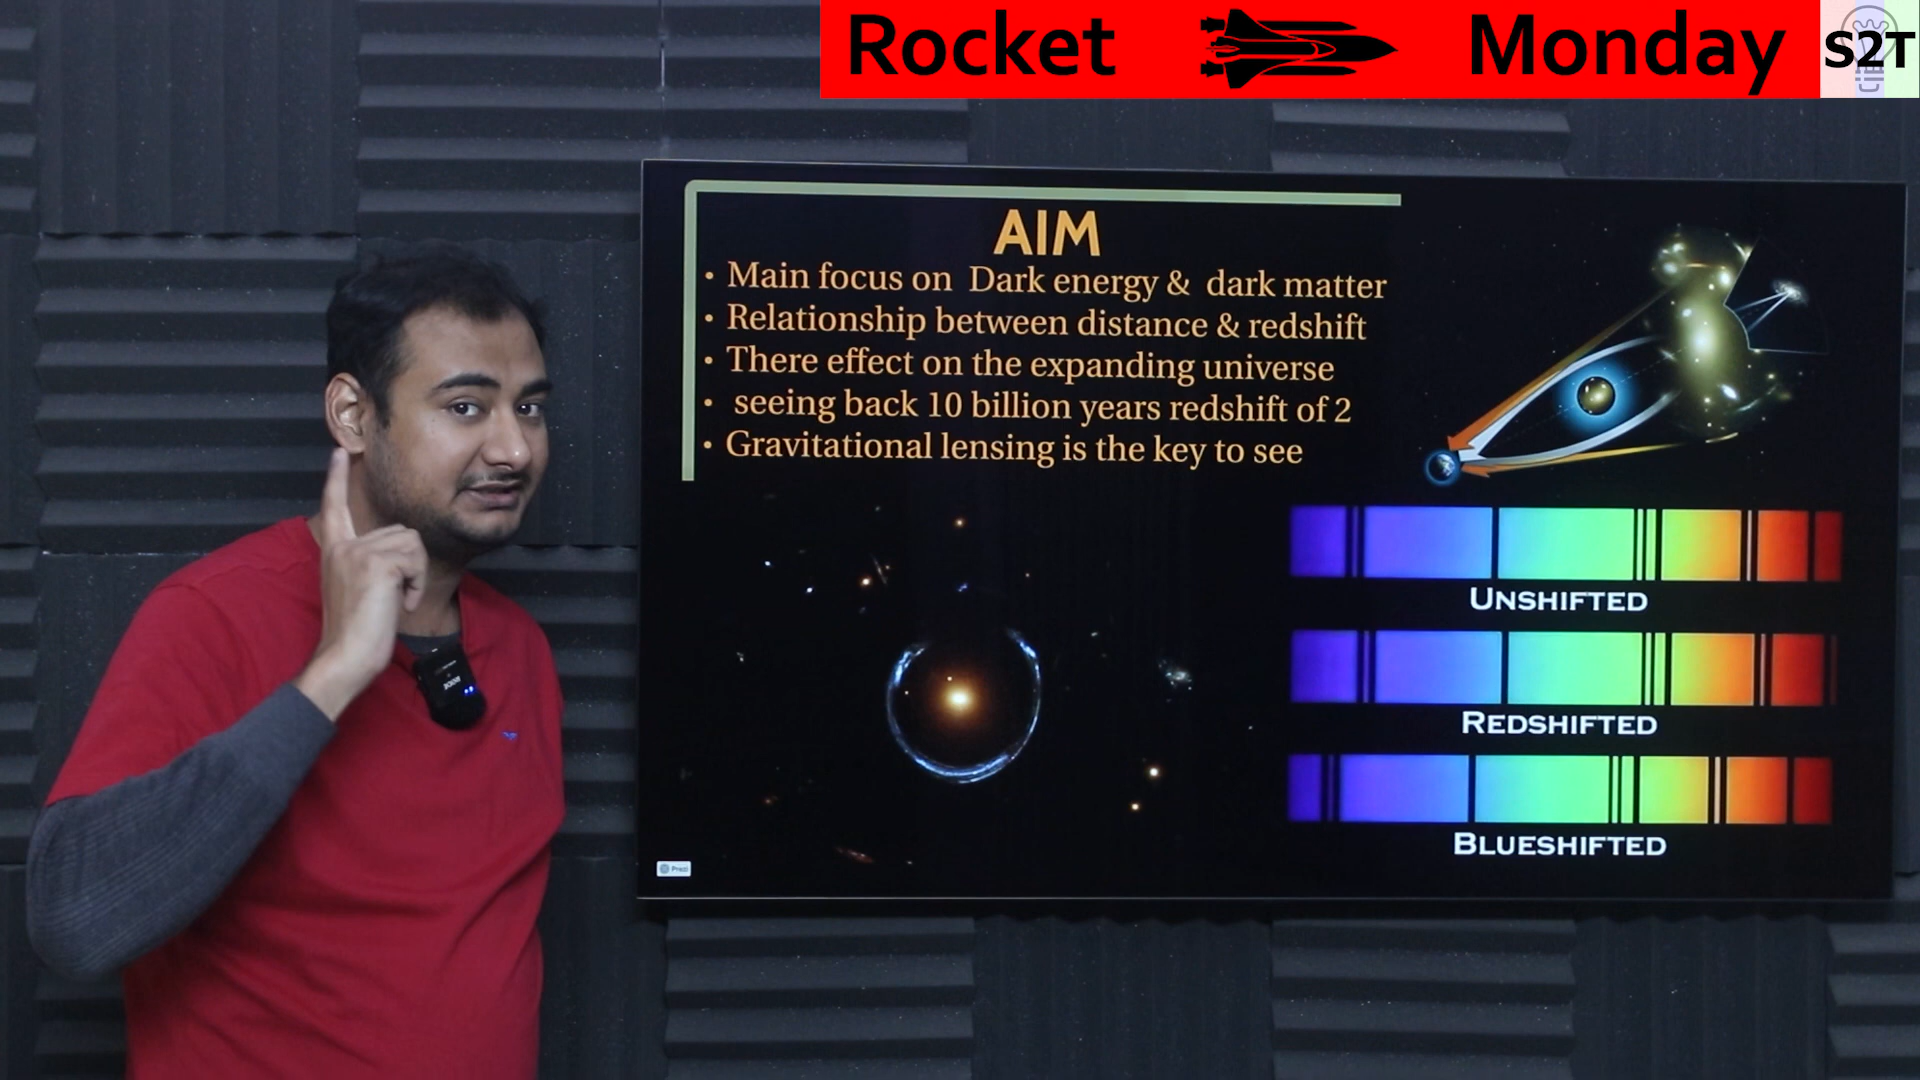 Rocket Monday S2T
AIM
• Main focus on Dark energy & dark matter
• Relationship between distance & redshift
• There effect on the expanding universe
• seeing back 10 billion years redshift of 2
• Gravitational lensing is the key to see
UNSHIFTED
REDSHIFTED
BLUESHIFTED
Prezi